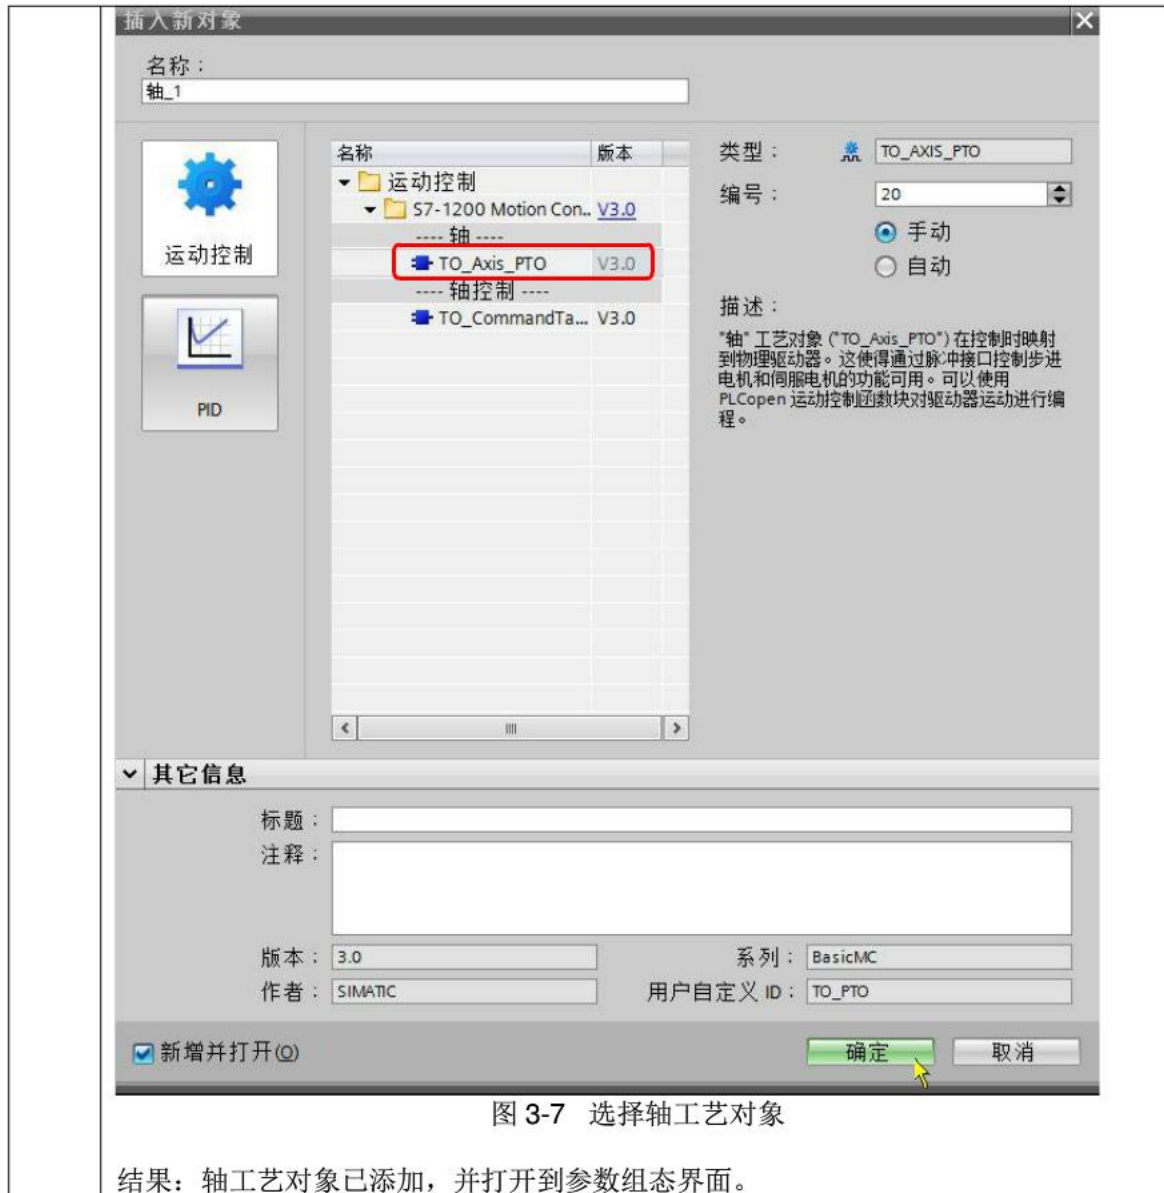 插入新对象
名称：
轴_1
运动控制
PID
名称 版本
运动控制
S7-1200 Motion Con.. V3.0
---- 轴 ----
TO_Axis_PTO V3.0
---- 轴控制 ----
TO_CommandTa... V3.0
类型： TO_AXIS_PTO
编号： 20
手动
自动
描述：
"轴" 工艺对象 ("TO_Axis_PTO") 在控制时映射
到物理驱动器。这使得通过脉冲接口控制步进
电机和伺服电机的功能可用。可以使用
PLCopen 运动控制函数块对驱动器运动进行编
程。
其它信息
标题：
注释：
版本： 3.0 系列： BasicMC
作者： SIMATIC 用户自定义 ID： TO_PTO
新增并打开(O) 确定 取消
图 3-7 选择轴工艺对象
结果：轴工艺对象已添加，并打开到参数组态界面。